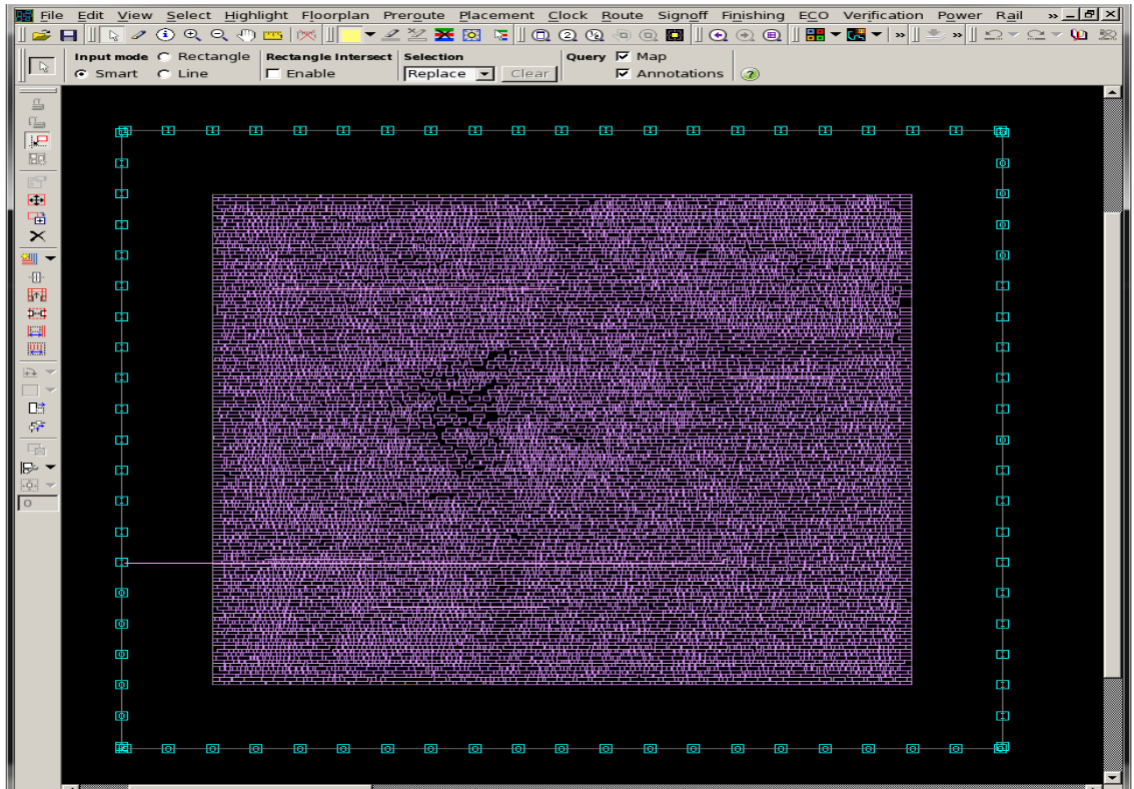 File Edit View Select Highlight Floorplan Preroute Placement Clock Route Signoff Finishing ECO Verification Power Rail »
Input mode Rectangle Rectangle Intersect Selection Query Map
Smart Line Enable Replace Clear Annotations
0